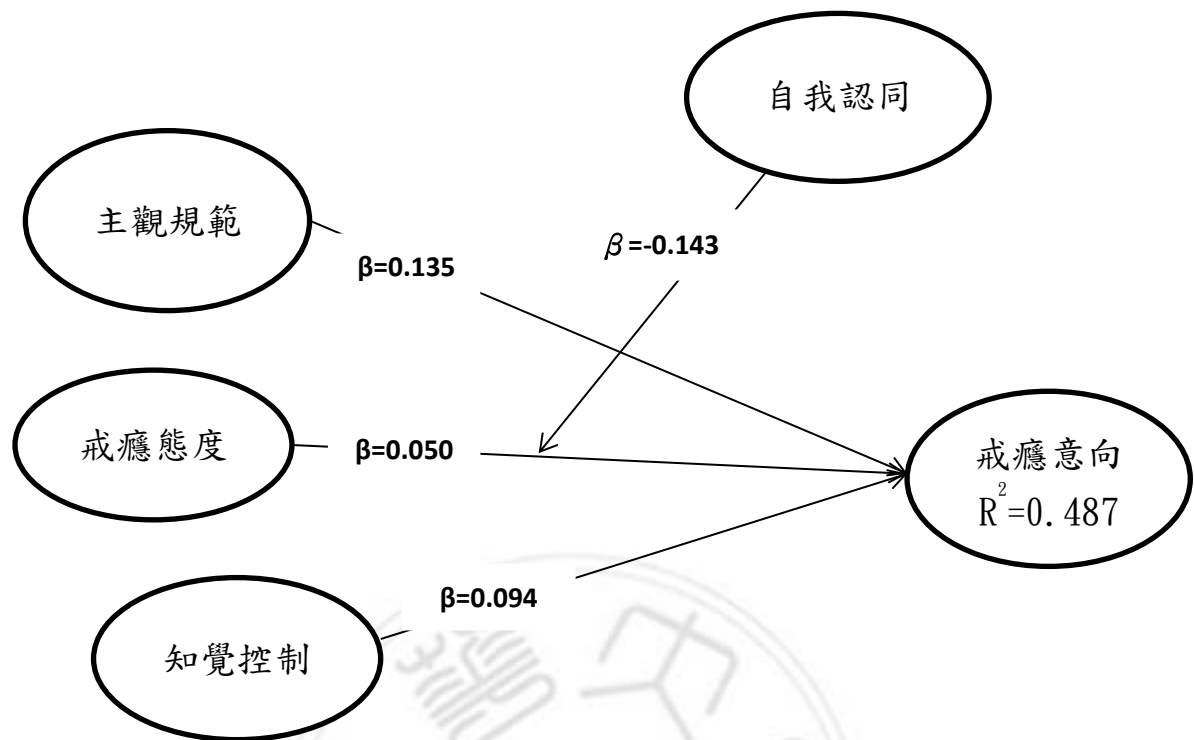 自我認同
主觀規範
β=-0.143
β=0.135
戒癮態度
β=0.050
戒癮意向
R²=0.487
β=0.094
知覺控制